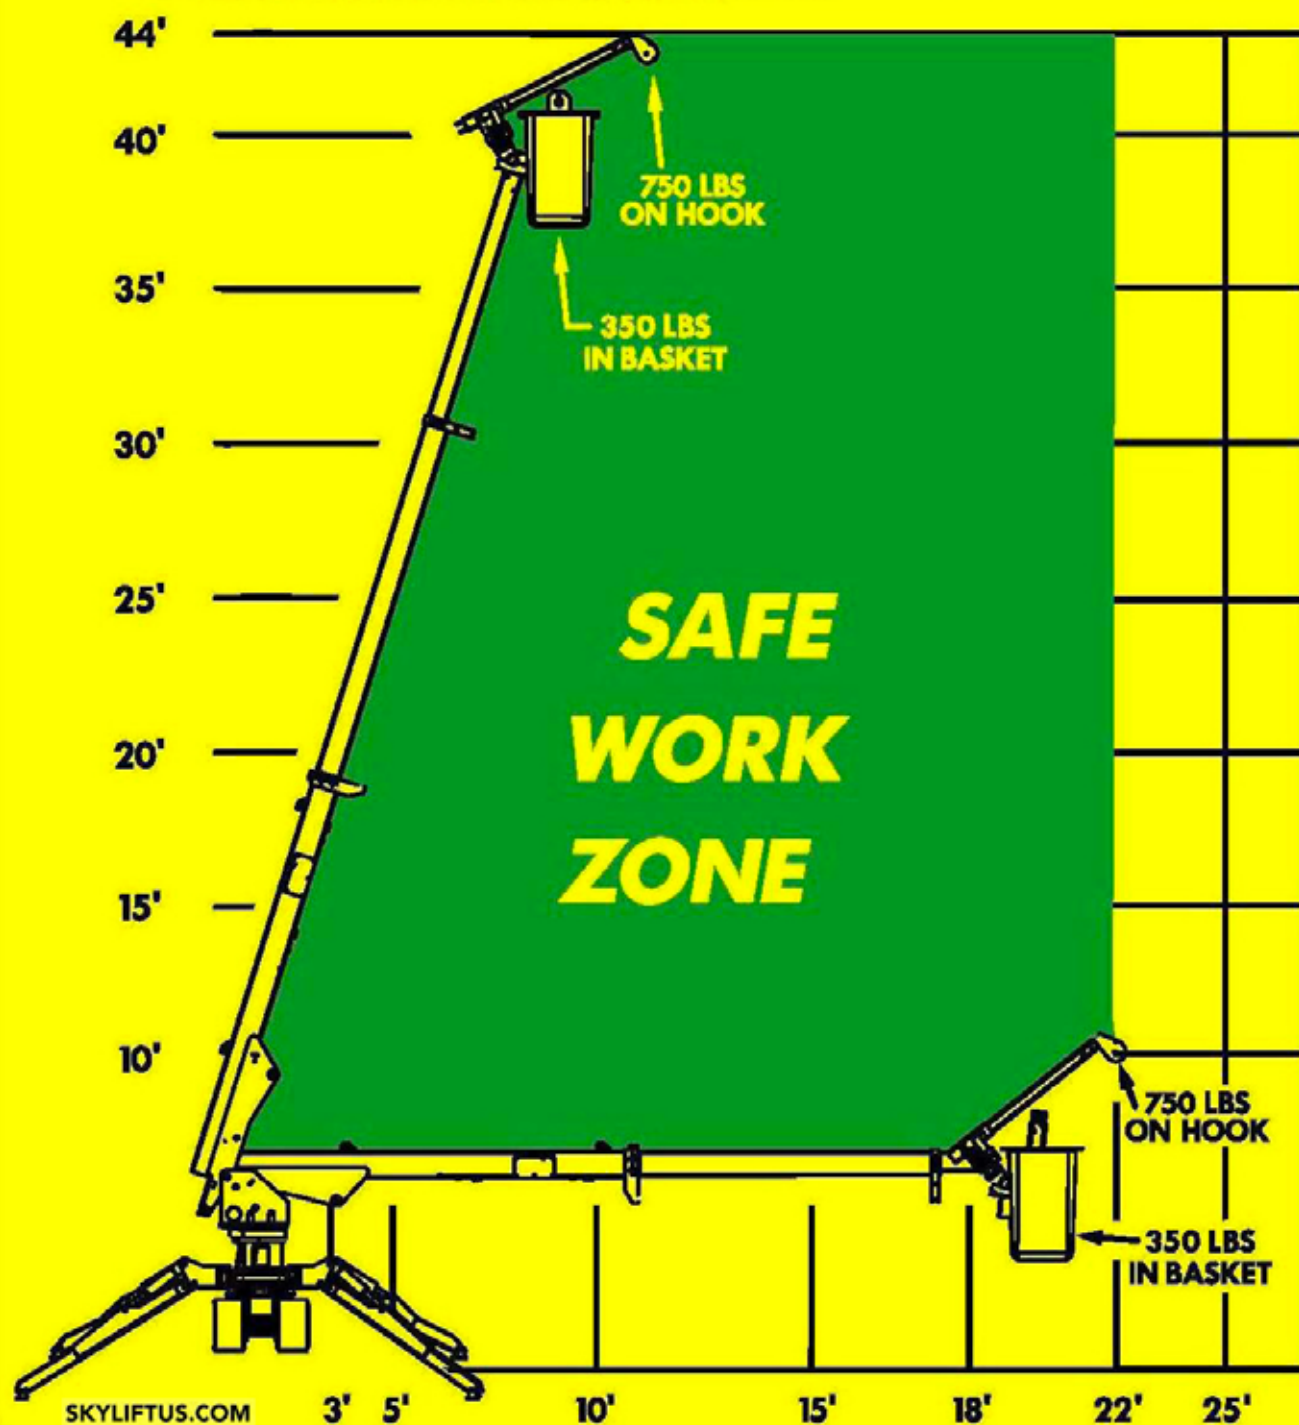 44'
40'
750 LBS
ON HOOK
35'
350 LBS
IN BASKET
30'
25'
SAFE
20'
WORK
ZONE
15'
10'
750 LBS
ON HOOK
350 LBS
IN BASKET
SKYLIFTUS.COM 3' 5' 10' 15' 18' 22' 25'